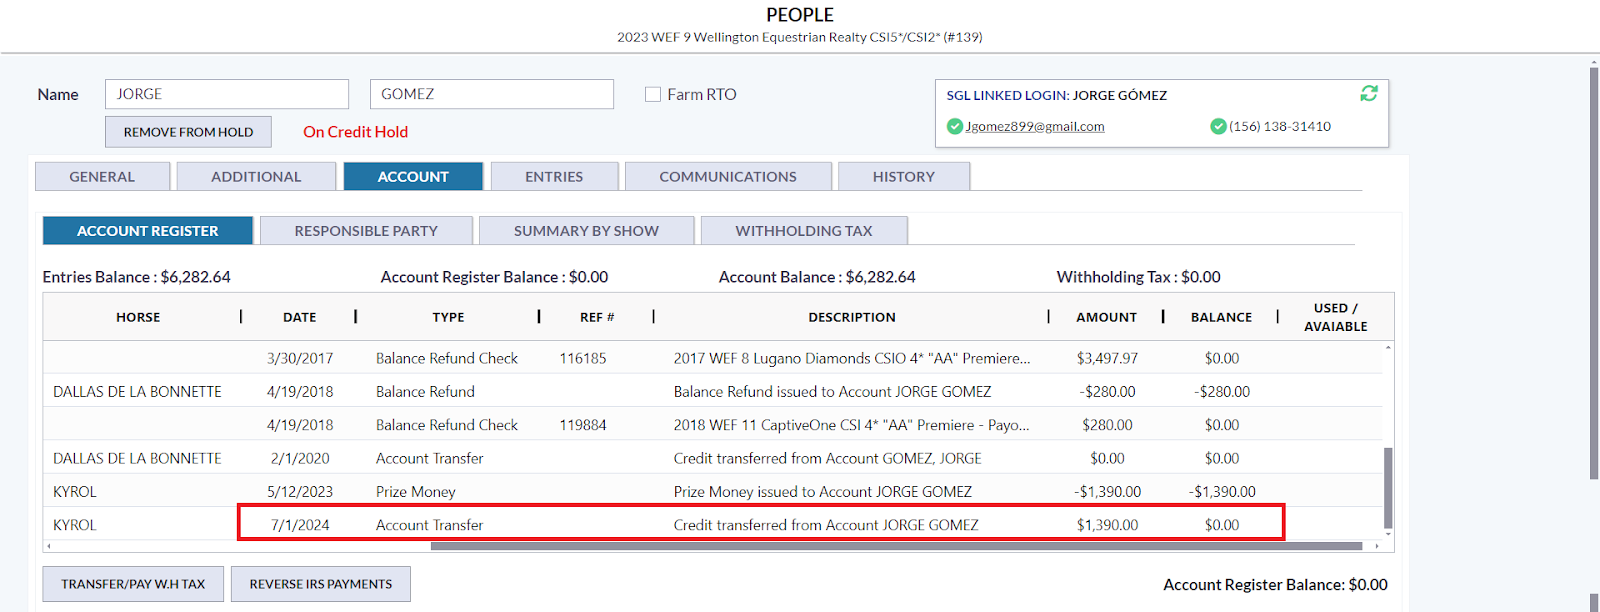 PEOPLE
2023 WEF 9 Wellington Equestrian Realty CSI5*/CSI2* (#139)
Name JORGE GOMEZ Farm RTO
REMOVE FROM HOLD On Credit Hold
SGL LINKED LOGIN: JORGE GÓMEZ
Jgomez899@gmail.com (156) 138-31410
GENERAL ADDITIONAL ACCOUNT ENTRIES COMMUNICATIONS HISTORY
ACCOUNT REGISTER RESPONSIBLE PARTY SUMMARY BY SHOW WITHHOLDING TAX
Entries Balance : $6,282.64 Account Register Balance : $0.00 Account Balance : $6,282.64 Withholding Tax : $0.00
HORSE DATE TYPE REF # DESCRIPTION AMOUNT BALANCE USED / AVAIABLE
3/30/2017 Balance Refund Check 116185 2017 WEF 8 Lugano Diamonds CSIO 4* "AA" Premiere... $3,497.97 $0.00
DALLAS DE LA BONNETTE 4/19/2018 Balance Refund Balance Refund issued to Account JORGE GOMEZ -$280.00 -$280.00
4/19/2018 Balance Refund Check 119884 2018 WEF 11 CaptiveOne CSI 4* "AA" Premiere - Payo... $280.00 $0.00
DALLAS DE LA BONNETTE 2/1/2020 Account Transfer Credit transferred from Account GOMEZ, JORGE $0.00 $0.00
KYROL 5/12/2023 Prize Money Prize Money issued to Account JORGE GOMEZ -$1,390.00 -$1,390.00
KYROL 7/1/2024 Account Transfer Credit transferred from Account JORGE GOMEZ $1,390.00 $0.00
TRANSFER/PAY W.H TAX REVERSE IRS PAYMENTS Account Register Balance: $0.00